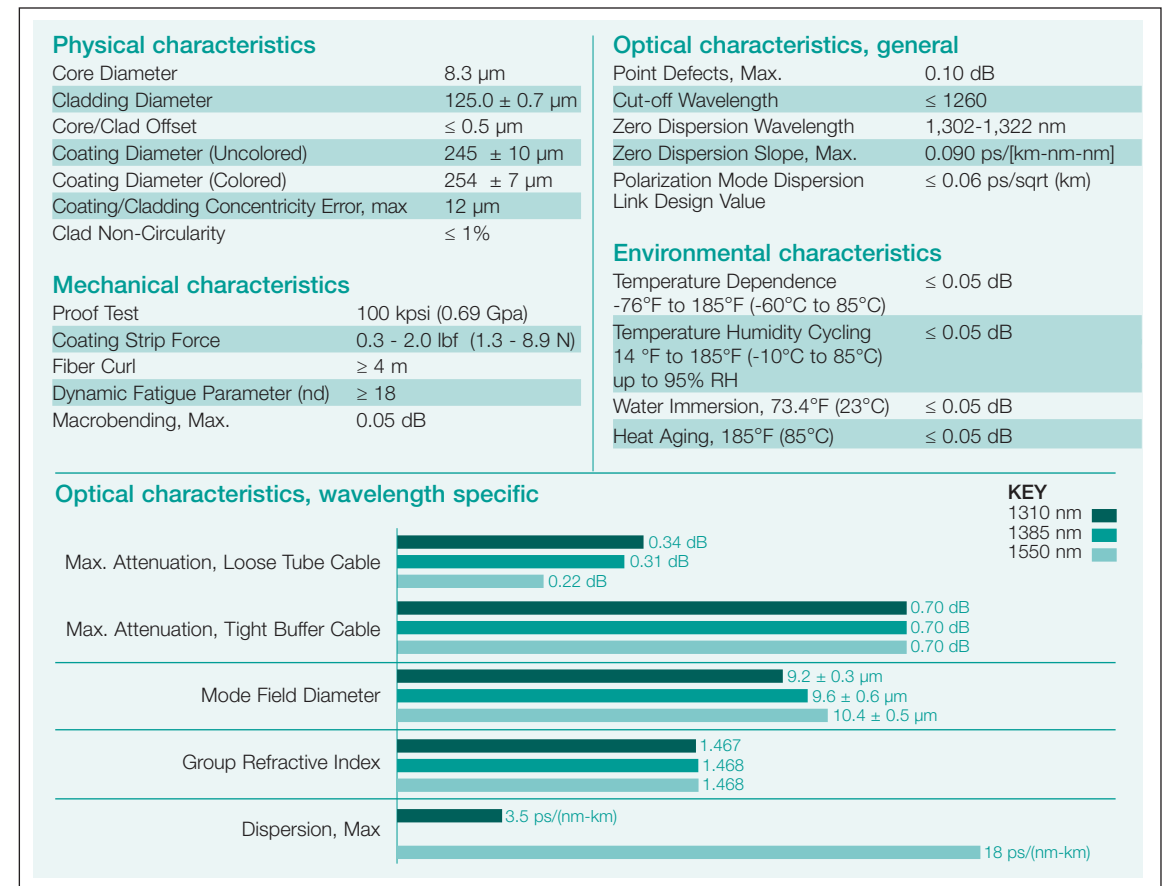 Physical characteristics
Core Diameter 8.3 µm
Cladding Diameter 125.0 ± 0.7 µm
Core/Clad Offset ≤ 0.5 µm
Coating Diameter (Uncolored) 245 ± 10 µm
Coating Diameter (Colored) 254 ± 7 µm
Coating/Cladding Concentricity Error, max 12 µm
Clad Non-Circularity ≤ 1%
Mechanical characteristics
Proof Test 100 kpsi (0.69 Gpa)
Coating Strip Force 0.3 - 2.0 lbf (1.3 - 8.9 N)
Fiber Curl ≥ 4 m
Dynamic Fatigue Parameter (nd) ≥ 18
Macrobending, Max. 0.05 dB
Optical characteristics, general
Point Defects, Max. 0.10 dB
Cut-off Wavelength ≤ 1260
Zero Dispersion Wavelength 1,302-1,322 nm
Zero Dispersion Slope, Max. 0.090 ps/[km-nm-nm]
Polarization Mode Dispersion ≤ 0.06 ps/sqrt (km)
Link Design Value
Environmental characteristics
Temperature Dependence ≤ 0.05 dB
-76°F to 185°F (-60°C to 85°C)
Temperature Humidity Cycling ≤ 0.05 dB
14 °F to 185°F (-10°C to 85°C)
up to 95% RH
Water Immersion, 73.4°F (23°C) ≤ 0.05 dB
Heat Aging, 185°F (85°C) ≤ 0.05 dB
Optical characteristics, wavelength specific
KEY
1310 nm
1385 nm
1550 nm
Max. Attenuation, Loose Tube Cable
0.34 dB
0.31 dB
0.22 dB
Max. Attenuation, Tight Buffer Cable
0.70 dB
0.70 dB
0.70 dB
Mode Field Diameter
9.2 ± 0.3 µm
9.6 ± 0.6 µm
10.4 ± 0.5 µm
Group Refractive Index
1.467
1.468
1.468
Dispersion, Max
3.5 ps/(nm-km)
18 ps/(nm-km)